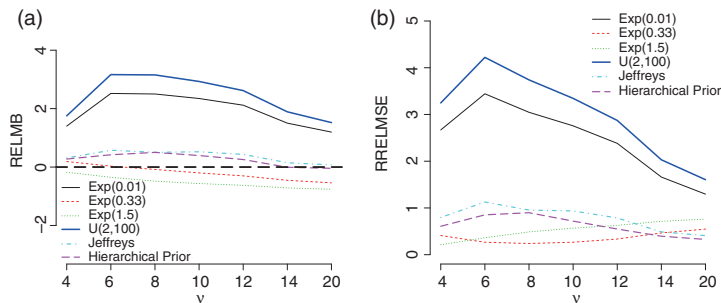 (a)
RELMB
4
2
0
−2
Exp(0.01)
Exp(0.33)
Exp(1.5)
U(2,100)
Jeffreys
Hierarchical Prior
4 6 8 10 12 14 20
ν
(b)
RRELMSE
5
4
3
2
1
0
Exp(0.01)
Exp(0.33)
Exp(1.5)
U(2,100)
Jeffreys
Hierarchical Prior
4 6 8 10 12 14 20
ν